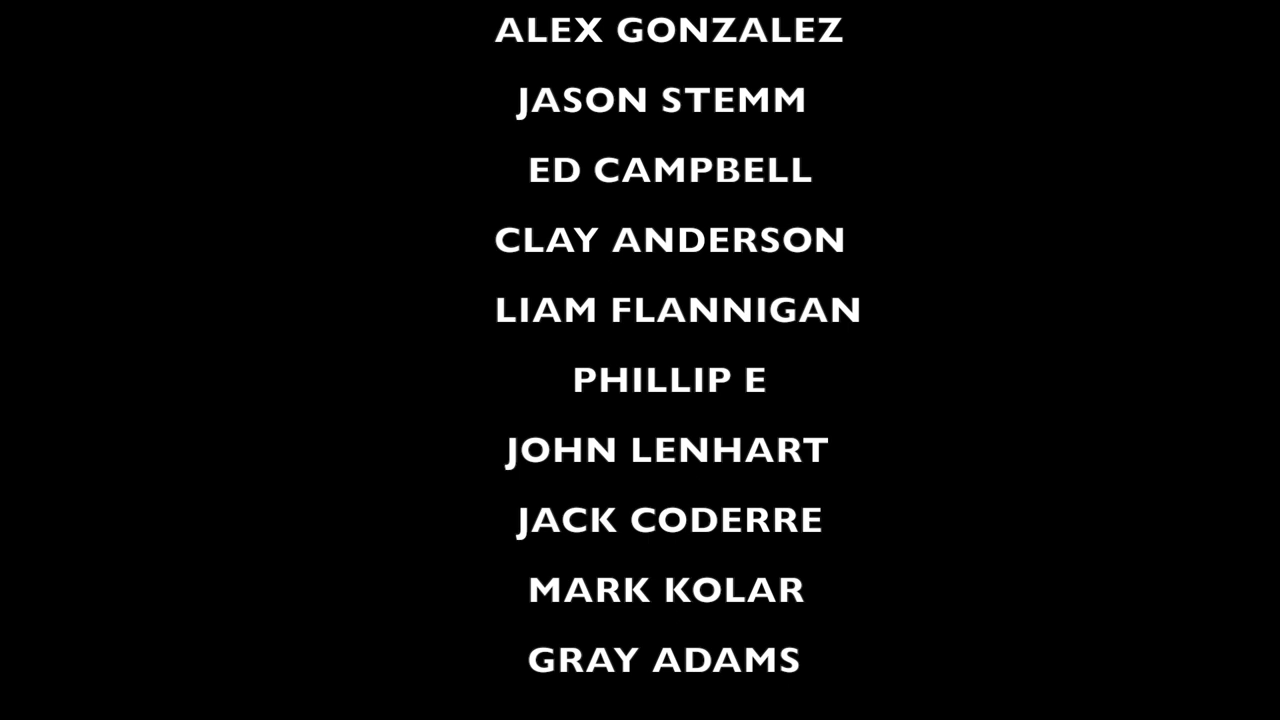 ALEX GONZALEZ
JASON STEMM
ED CAMPBELL
CLAY ANDERSON
LIAM FLANNIGAN
PHILLIP E
JOHN LENHART
JACK CODERRE
MARK KOLAR
GRAY ADAMS